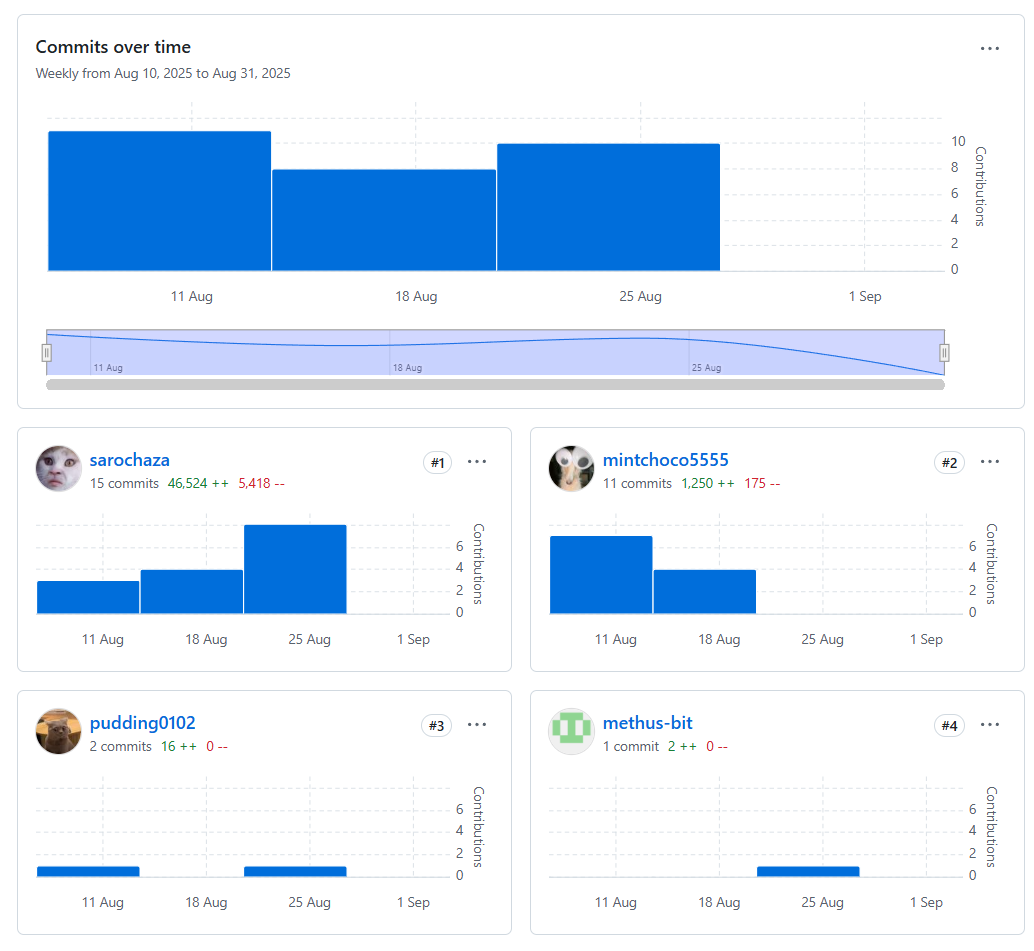 Commits over time
Weekly from Aug 10, 2025 to Aug 31, 2025
10
8
6
4
2
0
Contributions
11 Aug 18 Aug 25 Aug 1 Sep
11 Aug 18 Aug 25 Aug
sarochaza #1
15 commits 46,524 ++ 5,418 --
6
4
2
0
Contributions
11 Aug 18 Aug 25 Aug 1 Sep
mintchoco5555 #2
11 commits 1,250 ++ 175 --
6
4
2
0
Contributions
11 Aug 18 Aug 25 Aug 1 Sep
pudding0102 #3
2 commits 16 ++ 0 --
6
4
2
0
Contributions
11 Aug 18 Aug 25 Aug 1 Sep
methus-bit #4
1 commit 2 ++ 0 --
6
4
2
0
Contributions
11 Aug 18 Aug 25 Aug 1 Sep